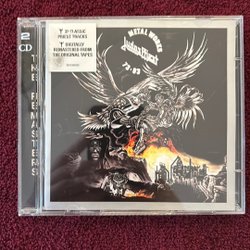 2
CD
THE REMASTERS
32 CLASSIC
PRIEST TRACKS
DIGITALLY
REMASTERED FROM
THE ORIGINAL TAPES
METAL WORKS
Judas Priest
73-93